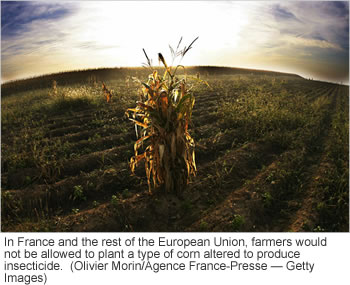 In France and the rest of the European Union, farmers would
not be allowed to plant a type of corn altered to produce
insecticide.  (Olivier Morin/Agence France-Presse — Getty
Images)